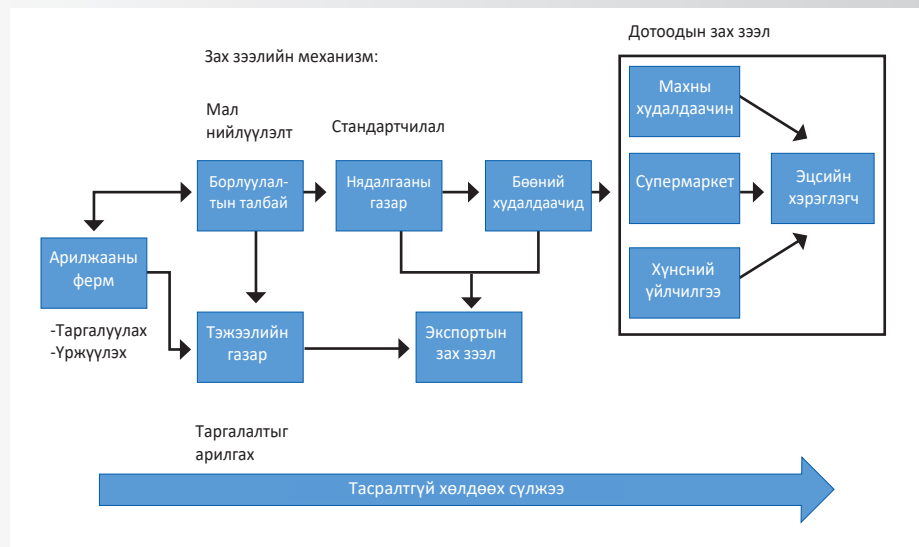 Дотоодын зах зээл
Зах зээлийн механизм:
Мал
нийлүүлэлт
Стандартчилал
Махны
худалдаачин
Борлуулал-
тын талбай
Нядалгааны
газар
Бөөний
худалдаачид
Супермаркет
Эцсийн
хэрэглэгч
Арилжааны
ферм
Хүнсний
үйлчилгээ
-Таргалуулах
-Үржүүлэх
Тэжээлийн
газар
Экспортын
зах зээл
Таргалалтыг
арилгах
Тасралтгүй хөлдөөх сүлжээ